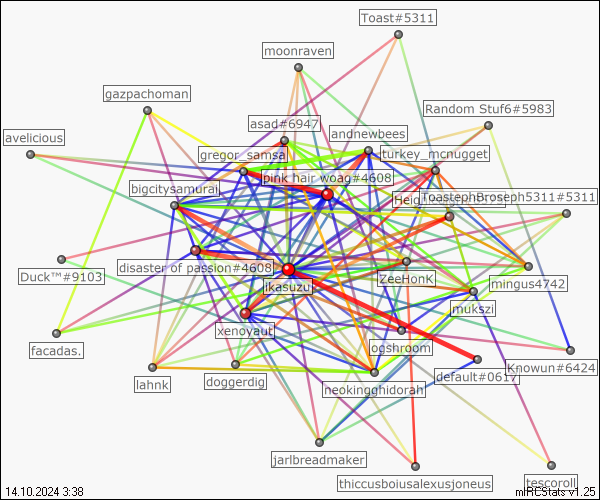 Toast#5311
moonraven
gazpachoman
Random Stuf6#5983
asad#6947
andnewbees
avelicious
gregor_samsa
turkey_mcnugget
pink hair woag#4608
bigcitysamurai
ToastephBroseph5311#5311
disaster of passion#4608
Duck™#9103
ZeeHonK
mingus4742
ikasuzu
mukszi
xenoyaut
ogshroom
facadas.
Knowun#6424
default#0617
lahnk
doggerdig
neokingghidorah
jarlbreadmaker
thiccusboiusalexusjoneus
tescoroll
14.10.2024 3:38
mIRCStats v1.25